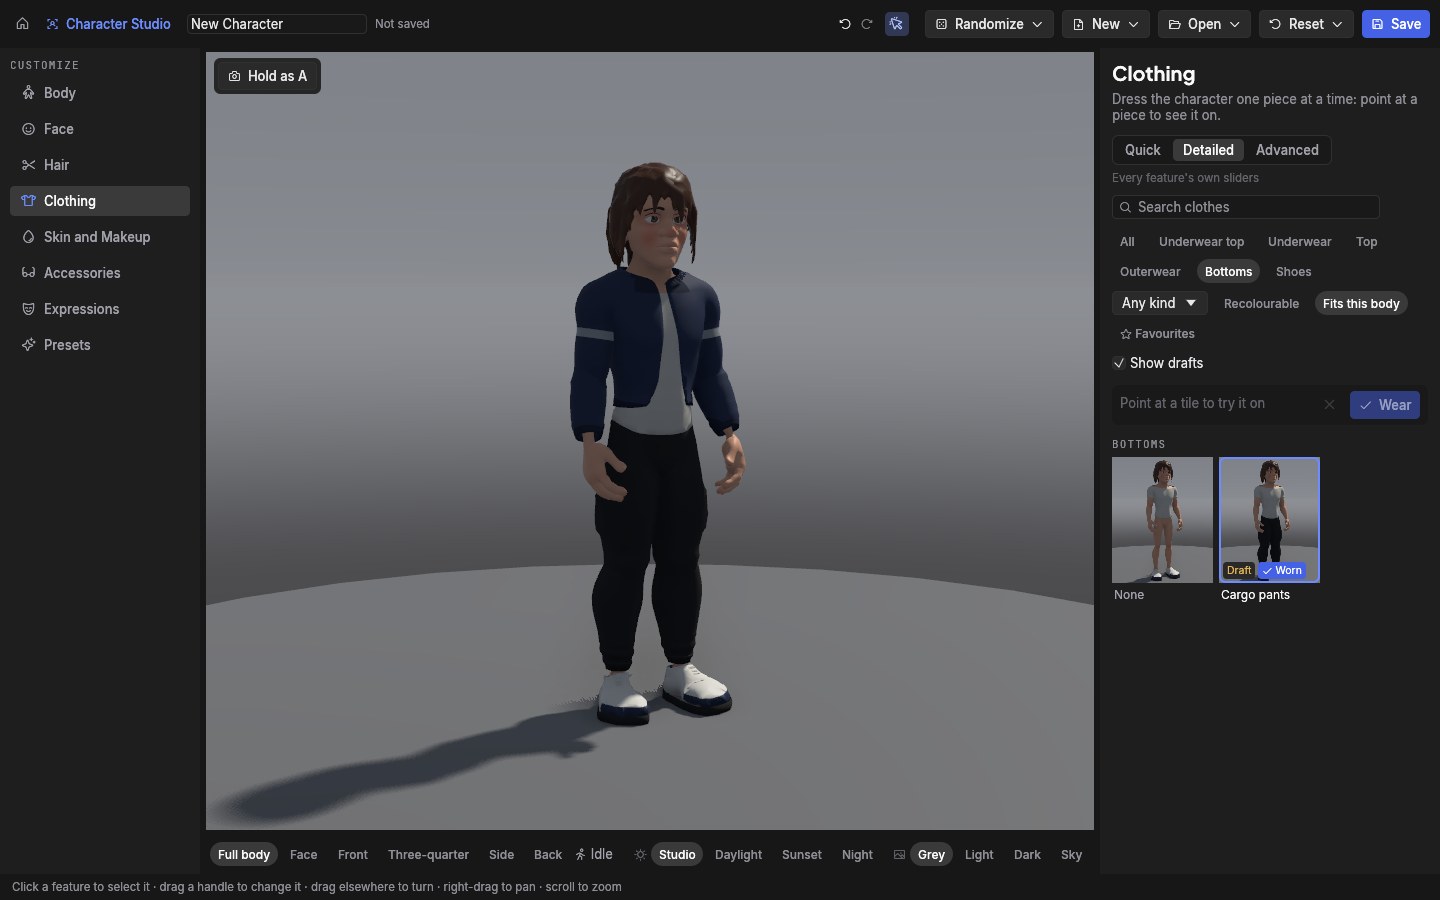 Character Studio
New Character
Not saved
Randomize
New
Open
Reset
Save
CUSTOMIZE
Body
Face
Hair
Clothing
Skin and Makeup
Accessories
Expressions
Presets
Hold as A
Clothing
Dress the character one piece at a time: point at a
piece to see it on.
Quick
Detailed
Advanced
Every feature's own sliders
Search clothes
All
Underwear top
Underwear
Top
Outerwear
Bottoms
Shoes
Any kind
Recolourable
Fits this body
Favourites
Show drafts
Point at a tile to try it on
Wear
BOTTOMS
Draft
Worn
None
Cargo pants
Full body
Face
Front
Three-quarter
Side
Back
Idle
Studio
Daylight
Sunset
Night
Grey
Light
Dark
Sky
Click a feature to select it · drag a handle to change it · drag elsewhere to turn · right-drag to pan · scroll to zoom